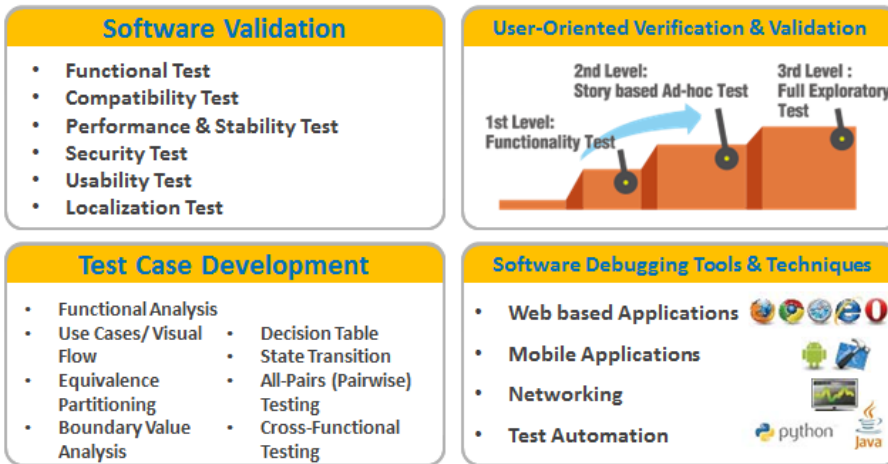 Software Validation
• Functional Test
• Compatibility Test
• Performance & Stability Test
• Security Test
• Usability Test
• Localization Test
User-Oriented Verification & Validation
1st Level:
Functionality Test
2nd Level:
Story based Ad-hoc Test
3rd Level :
Full Exploratory
Test
Test Case Development
• Functional Analysis
• Use Cases/ Visual
Flow
• Equivalence
Partitioning
• Boundary Value
Analysis
• Decision Table
• State Transition
• All-Pairs (Pairwise)
Testing
• Cross-Functional
Testing
Software Debugging Tools & Techniques
• Web based Applications
• Mobile Applications
• Networking
• Test Automation
python
Java